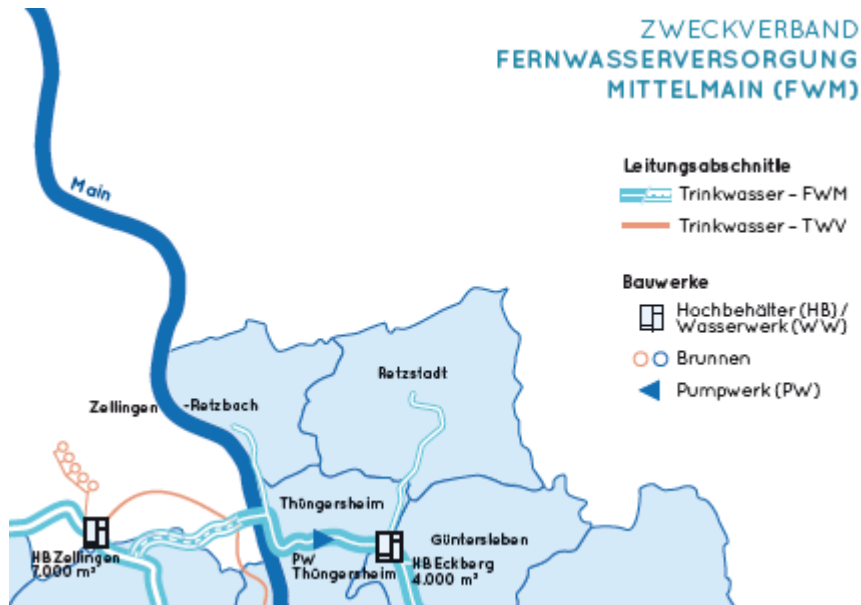 ZWECKVERBAND
FERNWASSERVERSORGUNG
MITTELMAIN (FWM)
Leitungsabschnitle
Trinkwasser – FWM
Trinkwasser – TWV
Bauwerke
Hochbehälter (HB) /
Wasserwerk (WW)
Brunnen
Pumpwerk (PW)
Main
Retzstadt
Zellingen -Retzbach
Thüngersheim
Güntersleben
HB Zellingen
7.000 m³
PW
Thüngersheim
HB Eckberg
4.000 m³